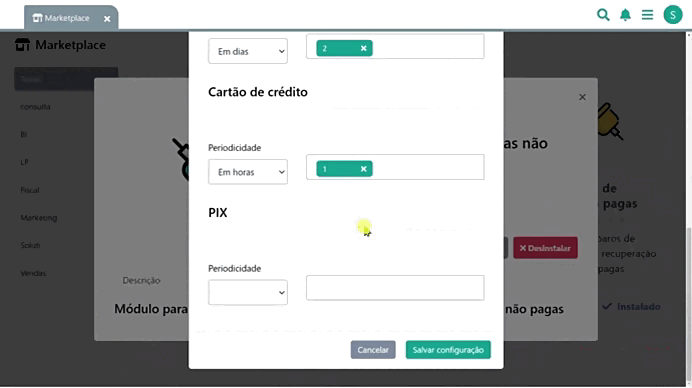 Marketplace ×
S
Marketplace
Todas
consulta
BI
LP
Fiscal
Marketing
Vendas
Em dias
2 ×
Cartão de crédito
Periodicidade
Em horas
1 ×
PIX
Periodicidade
Cancelar
Salvar configuração
×
as não
× Desinstalar
Descrição
Módulo para
não pagas
de
pagas
paros de
recuperação
pagas
Instalado